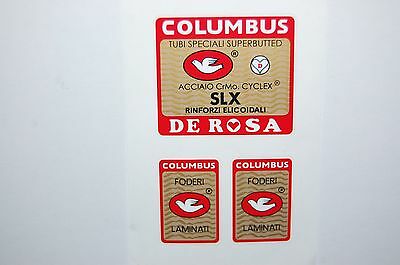 COLUMBUS
TUBI SPECIALI SUPERBUTTED
®
ACCIAIO CrMo. CYCLEX®
SLX
RINFORZI ELICOIDALI
DE ROSA
COLUMBUS
FODERI
®
LAMINATI
COLUMBUS
FODERI
®
LAMINATI